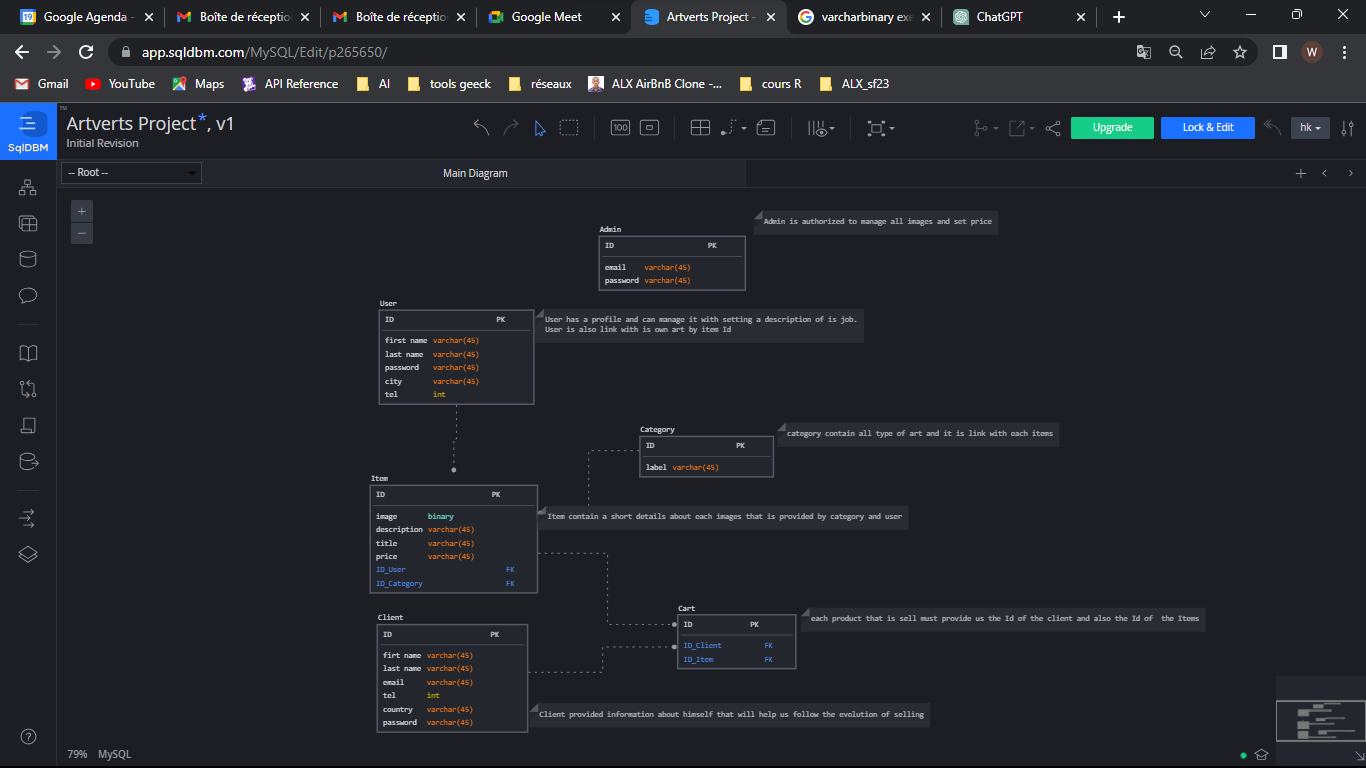 19 Google Agenda -
Boîte de réception
Boîte de réception
Google Meet
Artverts Project -
varcharbinary exe
ChatGPT
app.sqldbm.com/MySQL/Edit/p265650/
W
Gmail
YouTube
Maps
API Reference
AI
tools geeck
réseaux
ALX AirBnB Clone -...
cours R
ALX_sf23
SqlDBM
TM
Artverts Project*, v1
Initial Revision
100
Upgrade
Lock & Edit
hk
-- Root --
Main Diagram
+
−
Admin is authorized to manage all images and set price
Admin
ID PK
email varchar(45)
password varchar(45)
User
ID PK
first name varchar(45)
last name varchar(45)
password varchar(45)
city varchar(45)
tel int
User has a profile and can manage it with setting a description of is job.
User is also link with is own art by item Id
Category
ID PK
label varchar(45)
category contain all type of art and it is link with each items
Item
ID PK
image binary
description varchar(45)
title varchar(45)
price varchar(45)
ID_User FK
ID_Category FK
Item contain a short details about each images that is provided by category and user
Cart
ID PK
ID_Client FK
ID_Item FK
each product that is sell must provide us the Id of the client and also the Id of the Items
Client
ID PK
firt name varchar(45)
last name varchar(45)
email varchar(45)
tel int
country varchar(45)
password varchar(45)
Client provided information about himself that will help us follow the evolution of selling
79% MySQL